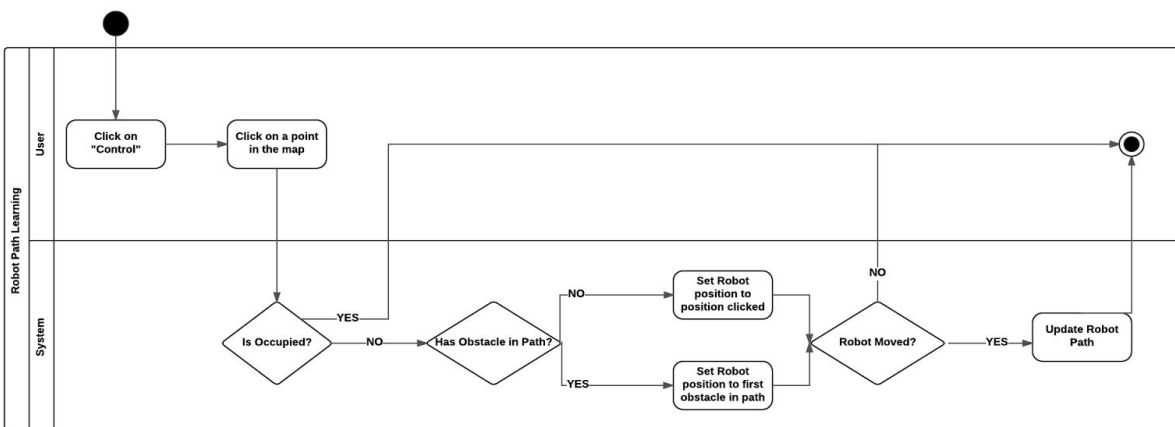 Robot Path Learning
User
Click on
"Control"
Click on a point
in the map
System
Is Occupied?
YES
NO
Has Obstacle in Path?
NO
Set Robot
position to
position clicked
YES
Set Robot
position to first
obstacle in path
Robot Moved?
NO
YES
Update Robot
Path